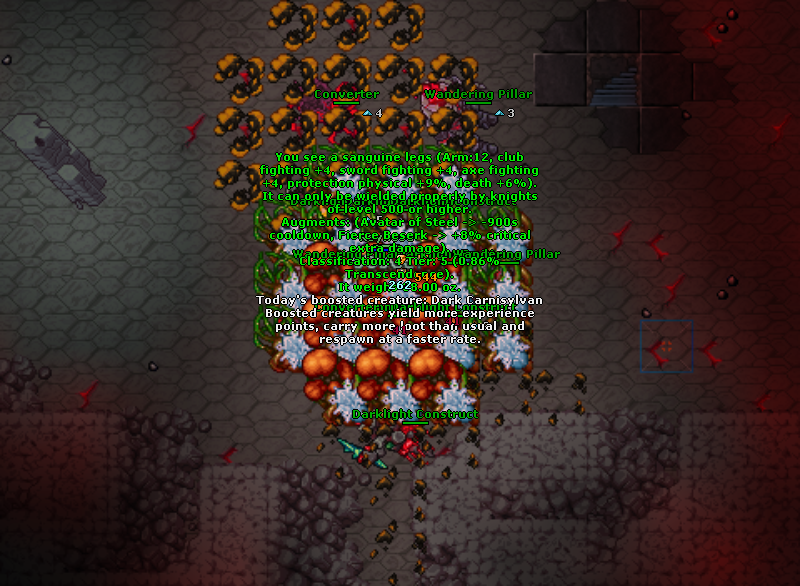 Converter
Wandering Pillar
4
3
You see a sanguine legs (Arm:12, club
fighting +4, sword fighting +4, axe fighting
+4, protection physical +9%, death +6%).
It can only be wielded properly by knights
of level 500 or higher.
Augments: (Avatar of Steel -> -900s
cooldown, Fierce Beserk -> +8% critical
extra damage)
Wandering Pillar
Classification: 4 Tier: 5 (0.86%
Transcendence).
It weighs 8.00 oz.
262
Today's boosted creature: Dark Carnisylvan
Boosted creatures yield more experience
points, carry more loot than usual and
respawn at a faster rate.
Darklight Construct